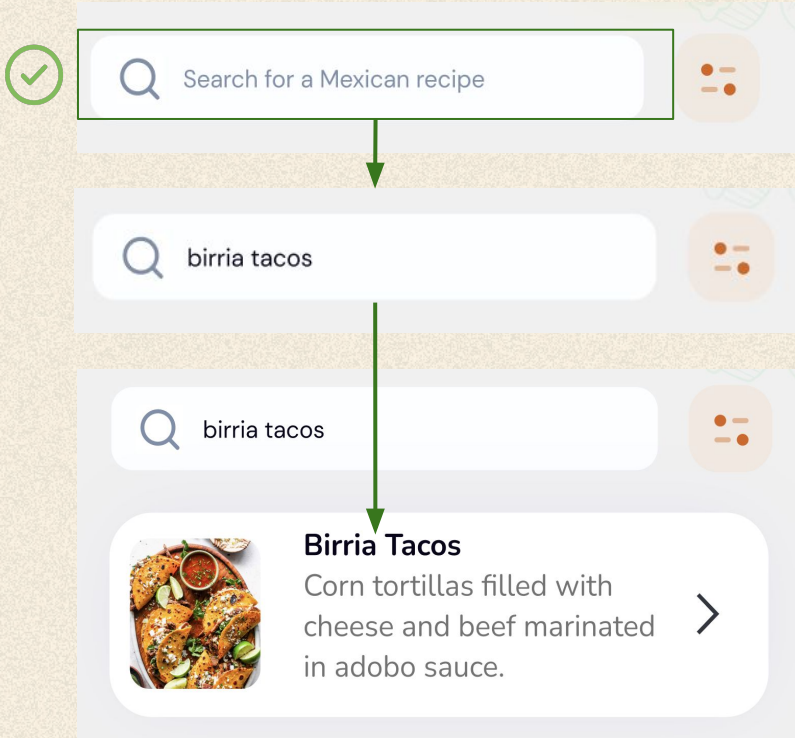 Search for a Mexican recipe
birria tacos
birria tacos
Birria Tacos
Corn tortillas filled with
cheese and beef marinated
in adobo sauce.